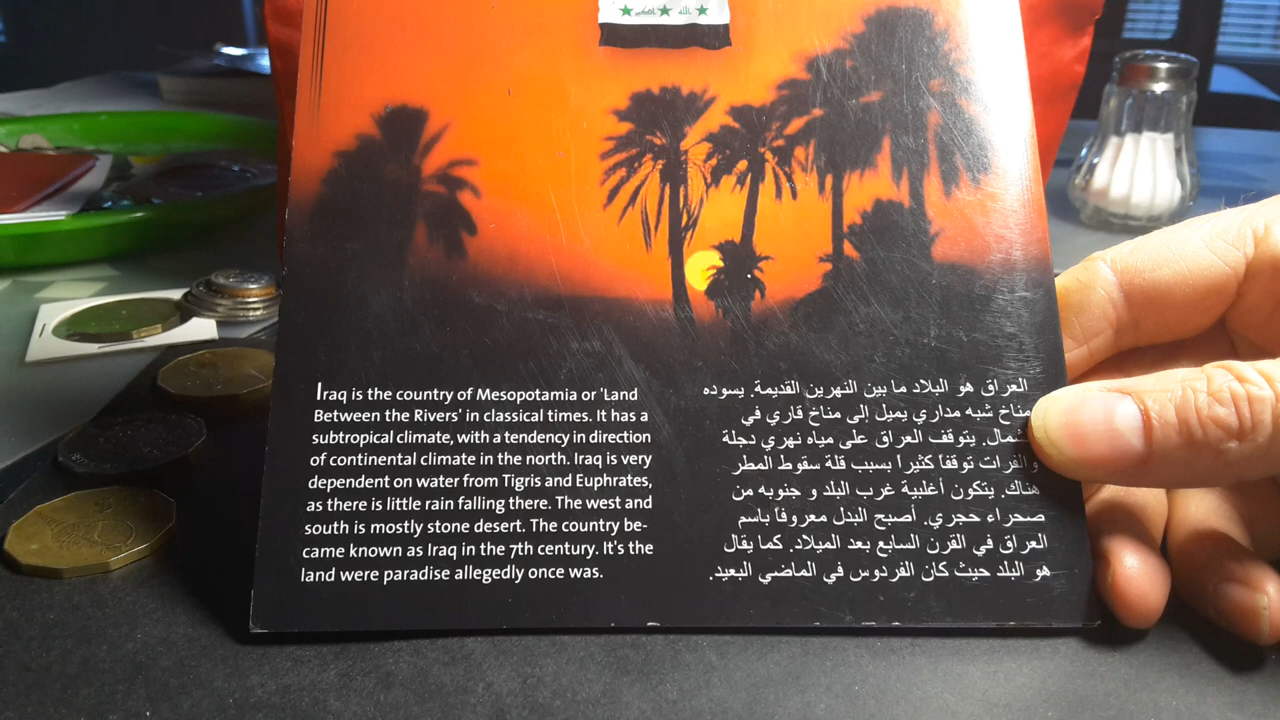 الله اكبر
Iraq is the country of Mesopotamia or 'Land
Between the Rivers' in classical times. It has a
subtropical climate, with a tendency in direction
of continental climate in the north. Iraq is very
dependent on water from Tigris and Euphrates,
as there is little rain falling there. The west and
south is mostly stone desert. The country be-
came known as Iraq in the 7th century. It's the
land were paradise allegedly once was.
العراق هو البلاد ما بين النهرين القديمة. يسوده
مناخ شبه مداري يميل إلى مناخ قاري في
يتوقف العراق على مياه نهري دجلة
والفرات توقفاً كثيراً بسبب قلة سقوط المطر
هناك. يتكون أغلبية غرب البلد و جنوبه من
صحراء حجري. أصبح البدل معروفاً باسم
العراق في القرن السابع بعد الميلاد. كما يقال
هو البلد حيث كان الفردوس في الماضي البعيد.